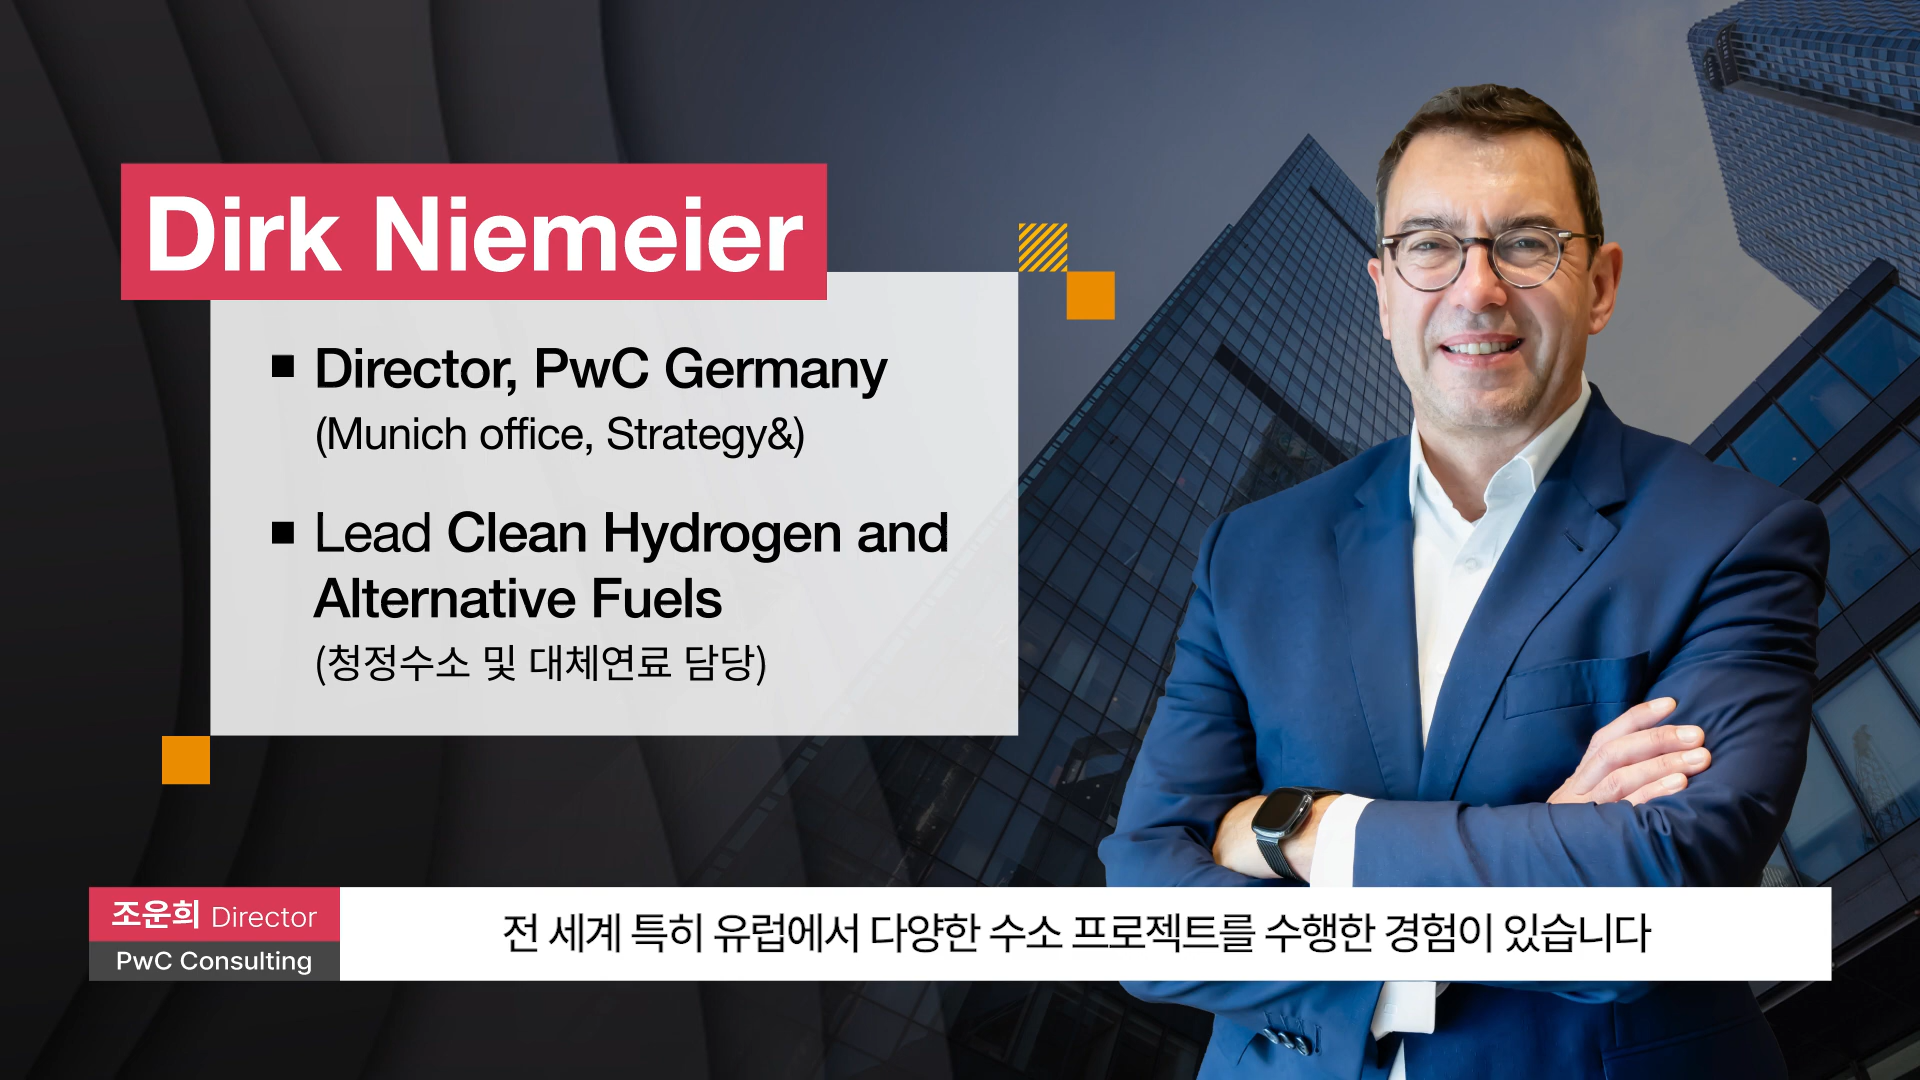 Dirk Niemeier
■ Director, PwC Germany
(Munich office, Strategy&)
■ Lead Clean Hydrogen and
Alternative Fuels
(청정수소 및 대체연료 담당)
조운희 Director
PwC Consulting
전 세계 특히 유럽에서 다양한 수소 프로젝트를 수행한 경험이 있습니다